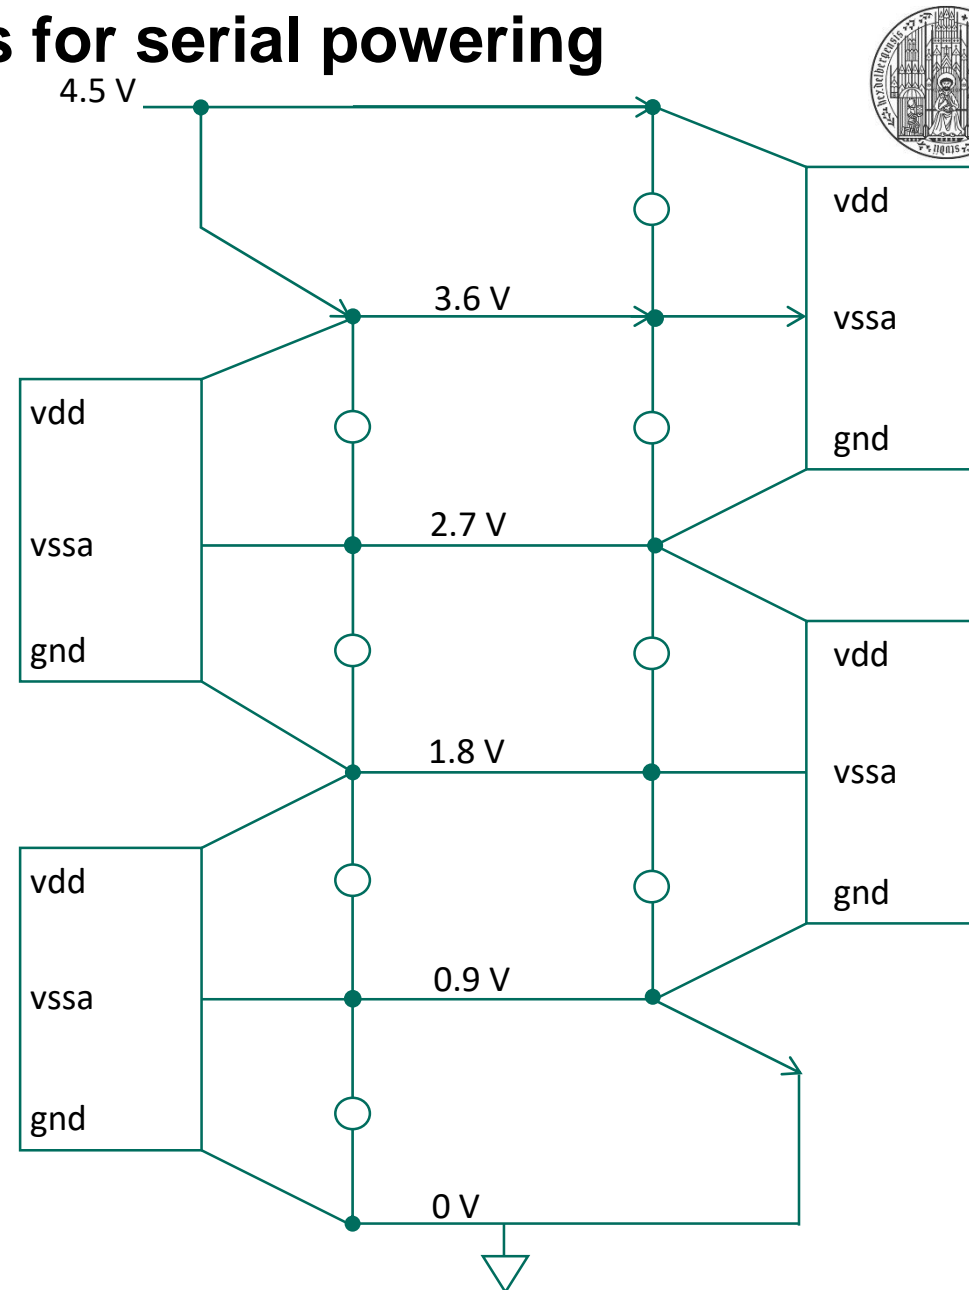 s for serial powering
4.5 V
vdd
3.6 V
vssa
vdd
gnd
2.7 V
vssa
gnd
vdd
1.8 V
vssa
vdd
gnd
0.9 V
vssa
gnd
0 V